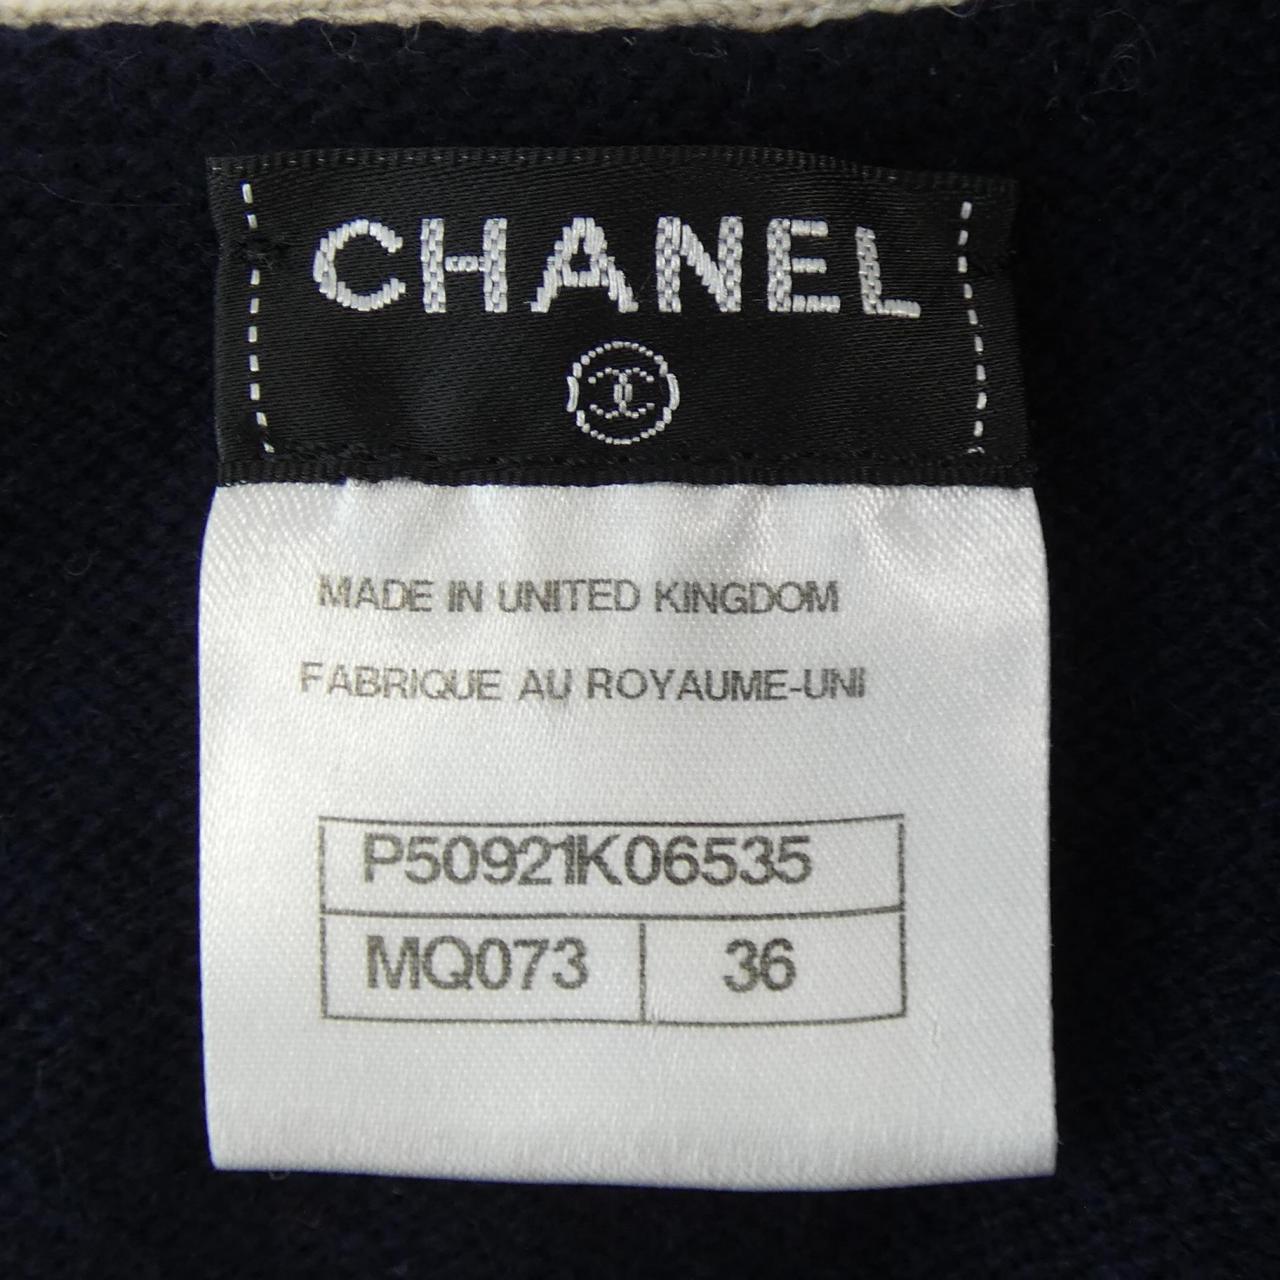 CHANEL
MADE IN UNITED KINGDOM
FABRIQUE AU ROYAUME-UNI
P50921K06535
MQ073 36